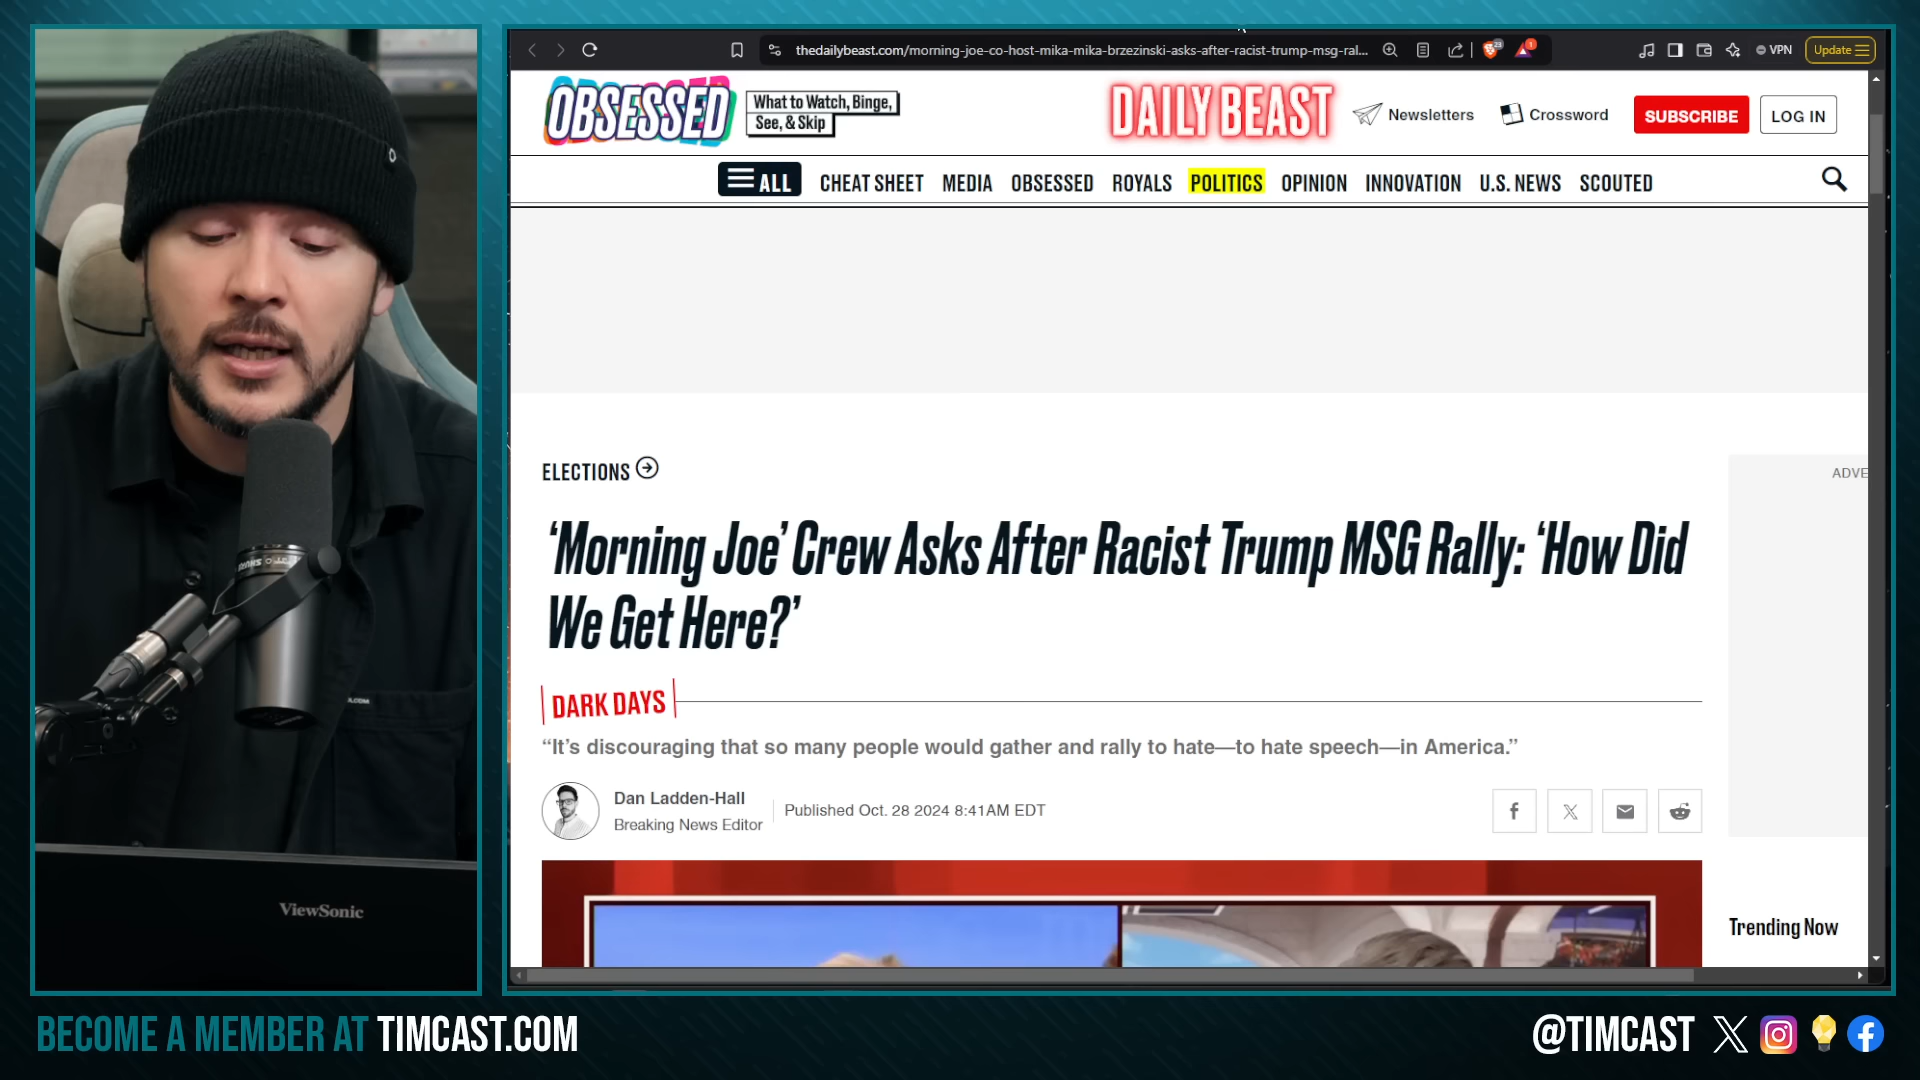 thedailybeast.com/morning-joe-co-host-mika-mika-brzezinski-asks-after-racist-trump-msg-ral...
VPN
Update
OBSESSED
What to Watch, Binge,
See, & Skip
DAILY BEAST
Newsletters
Crossword
SUBSCRIBE
LOG IN
ALL
CHEAT SHEET
MEDIA
OBSESSED
ROYALS
POLITICS
OPINION
INNOVATION
U.S. NEWS
SCOUTED
ELECTIONS
ADVE
‘Morning Joe’ Crew Asks After Racist Trump MSG Rally: ‘How Did
We Get Here?’
DARK DAYS
“It’s discouraging that so many people would gather and rally to hate—to hate speech—in America.”
Dan Ladden-Hall
Breaking News Editor
Published Oct. 28 2024 8:41AM EDT
Trending Now
ViewSonic
BECOME A MEMBER AT TIMCAST.COM
@TIMCAST